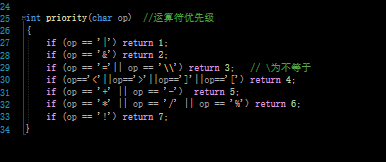 24
25 int priority(char op)  //运算符优先级
26 {
27     if (op == '|') return 1;
28     if (op == '&') return 2;
29     if (op == '='|| op == '\\') return 3;   // \为不等于
30     if (op=='<'||op=='>'||op==']'||op=='[') return 4;
31     if (op == '+' || op == '-')  return 5;
32     if (op == '*' || op == '/' || op == '%') return 6;
33     if (op == '!') return 7;
34 }